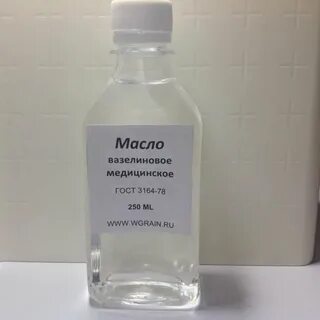 Масло
вазелиновое
медицинское
ГОСТ 3164-78
250 ML
WWW.WGRAIN.RU